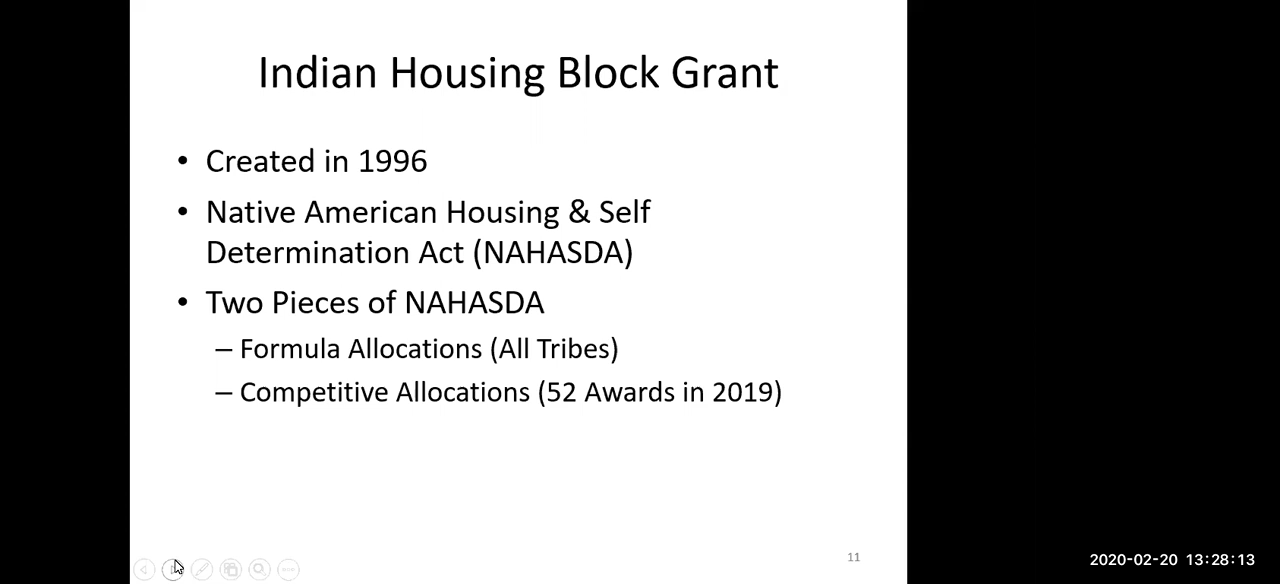 Indian Housing Block Grant
• Created in 1996
• Native American Housing & Self
Determination Act (NAHASDA)
• Two Pieces of NAHASDA
– Formula Allocations (All Tribes)
– Competitive Allocations (52 Awards in 2019)
11
2020-02-20 13:28:13